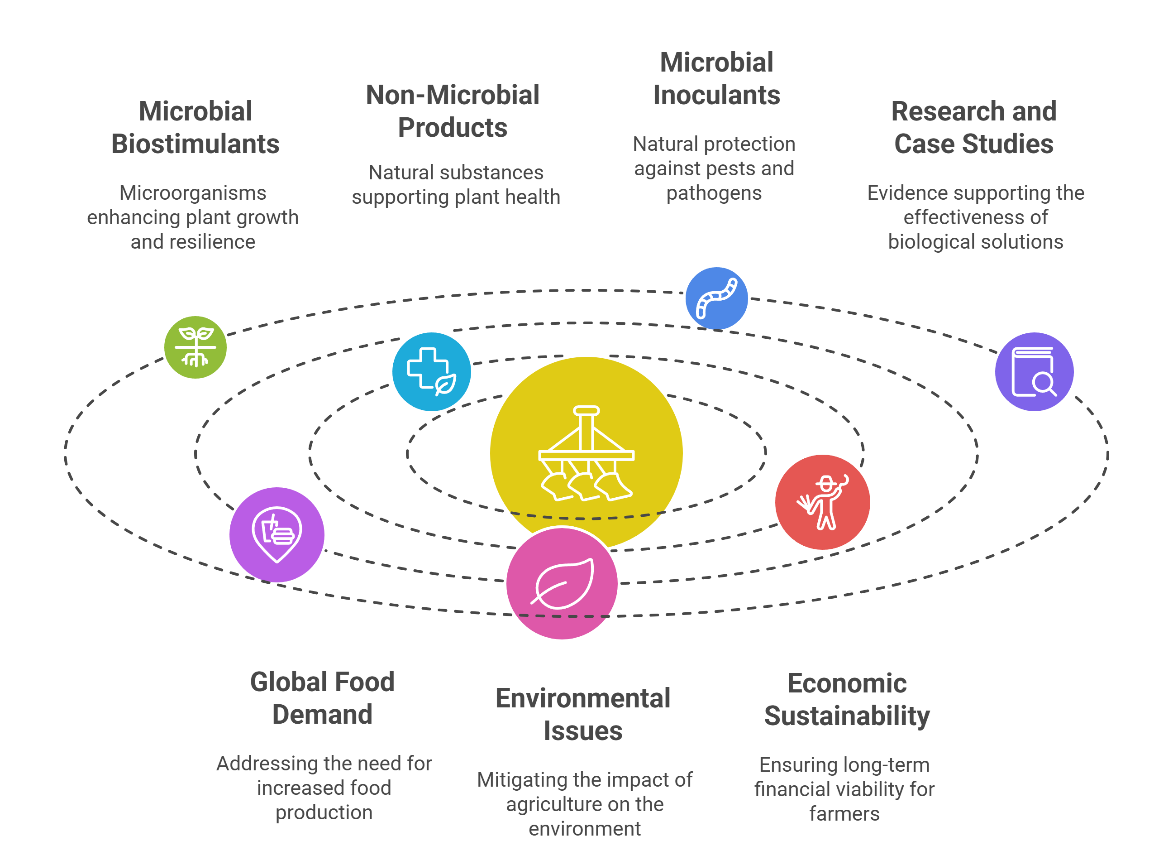 Microbial
Biostimulants
Microorganisms
enhancing plant growth
and resilience
Non-Microbial
Products
Natural substances
supporting plant health
Microbial
Inoculants
Natural protection
against pests and
pathogens
Research and
Case Studies
Evidence supporting the
effectiveness of
biological solutions
Global Food
Demand
Addressing the need for
increased food
production
Environmental
Issues
Mitigating the impact of
agriculture on the
environment
Economic
Sustainability
Ensuring long-term
financial viability for
farmers